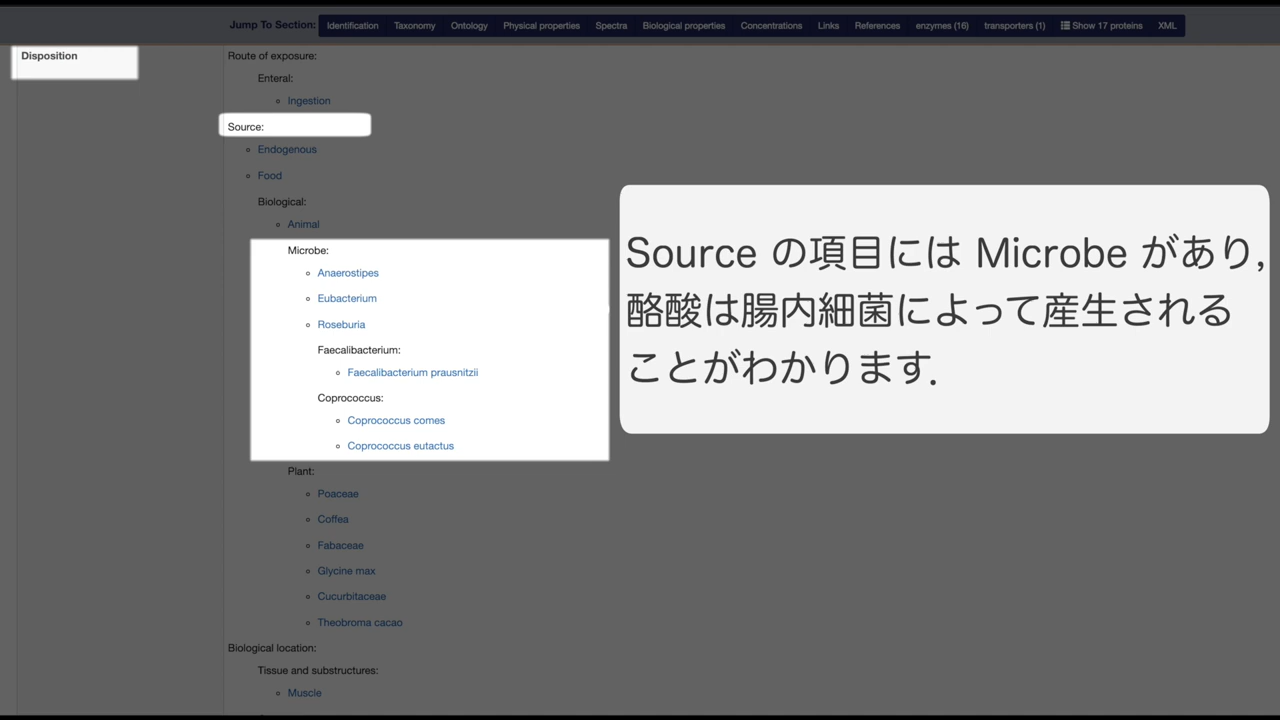 Jump To Section: Identification Taxonomy Ontology Physical properties Spectra Biological properties Concentrations Links References enzymes (16) transporters (1) Show 17 proteins XML
Disposition
Route of exposure:
Enteral:
Ingestion
Source:
Endogenous
Food
Biological:
Animal
Microbe:
Anaerostipes
Eubacterium
Roseburia
Faecalibacterium:
Faecalibacterium prausnitzii
Coprococcus:
Coprococcus comes
Coprococcus eutactus
Plant:
Poaceae
Coffea
Fabaceae
Glycine max
Cucurbitaceae
Theobroma cacao
Biological location:
Tissue and substructures:
Muscle
Source の項目には Microbe があり,
酪酸は腸内細菌によって産生される
ことがわかります.